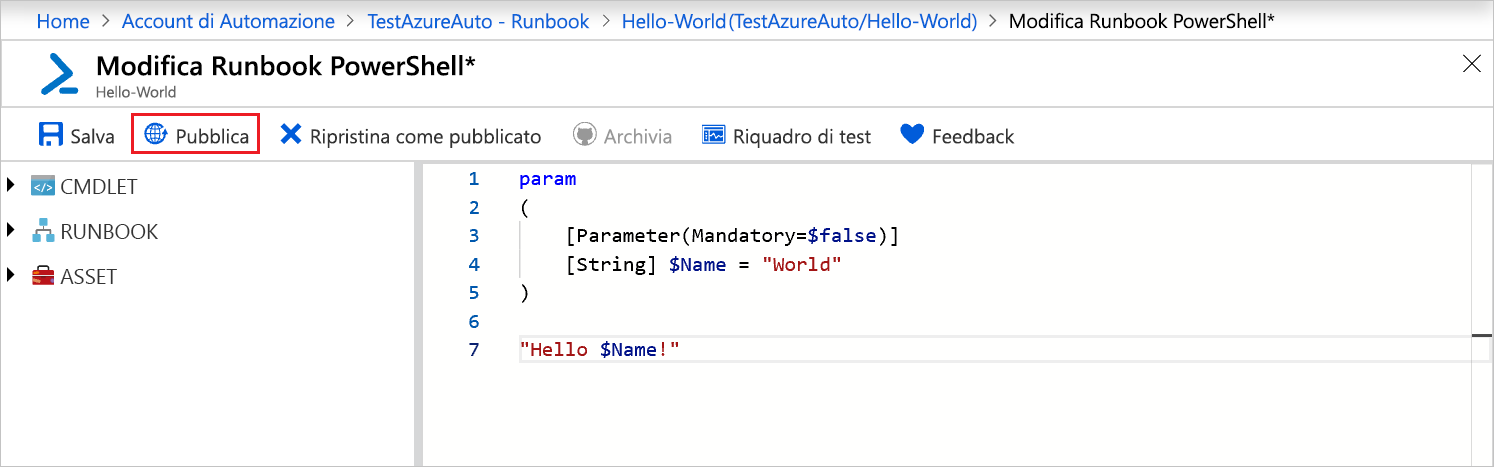 Home > Account di Automazione > TestAzureAuto - Runbook > Hello-World(TestAzureAuto/Hello-World) > Modifica Runbook PowerShell*
Modifica Runbook PowerShell*
Hello-World
Salva Pubblica Ripristina come pubblicato Archivia Riquadro di test Feedback
CMDLET
RUNBOOK
ASSET
1 param
2 (
3 [Parameter(Mandatory=$false)]
4 [String] $Name = "World"
5 )
6
7 "Hello $Name!"